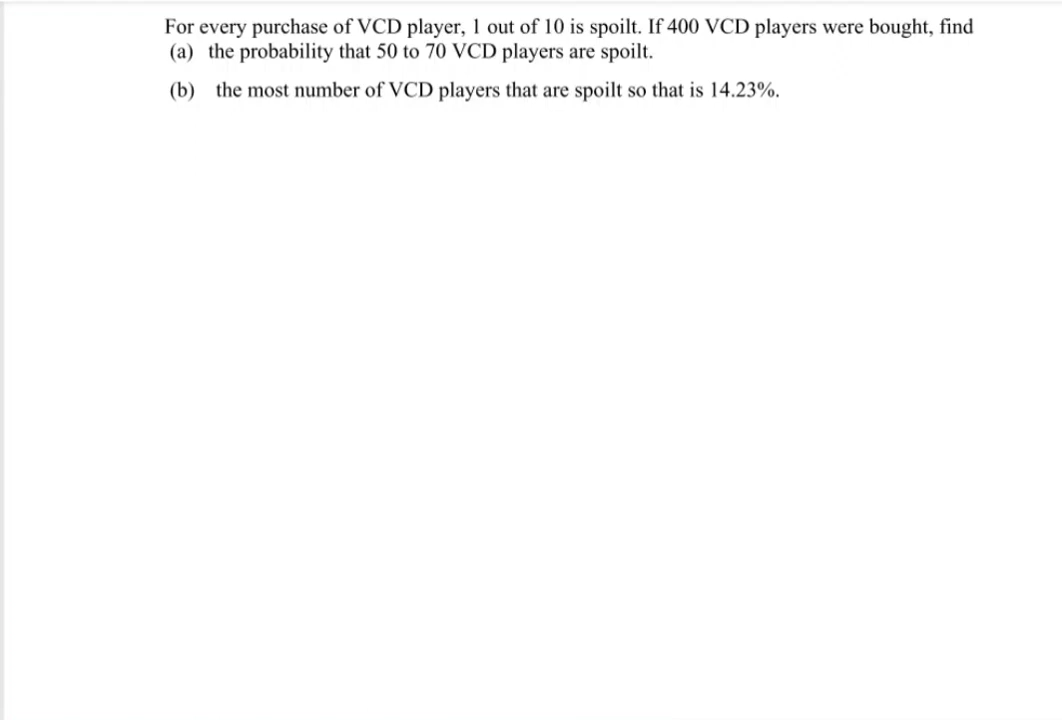 For every purchase of VCD player, 1 out of 10 is spoilt. If 400 VCD players were bought, find
(a) the probability that 50 to 70 VCD players are spoilt.
(b) the most number of VCD players that are spoilt so that is 14.23%.